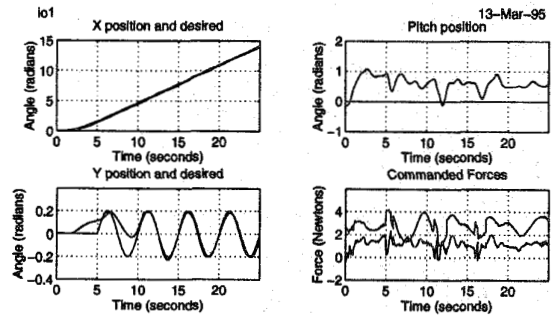 io1
13-Mar-95
X position and desired
15
10
5
0
Angle (radians)
0 5 10 15 20
Time (seconds)
Pitch position
2
1
0
-1
Angle (radians)
0 10 20
Time (seconds)
Y position and desired
0.2
0
-0.2
-0.4
Angle (radians)
0 5 10 15 20
Time (seconds)
Commanded Forces
4
2
0
-2
Force (Newtons)
0 5 10 15 20
Time (seconds)